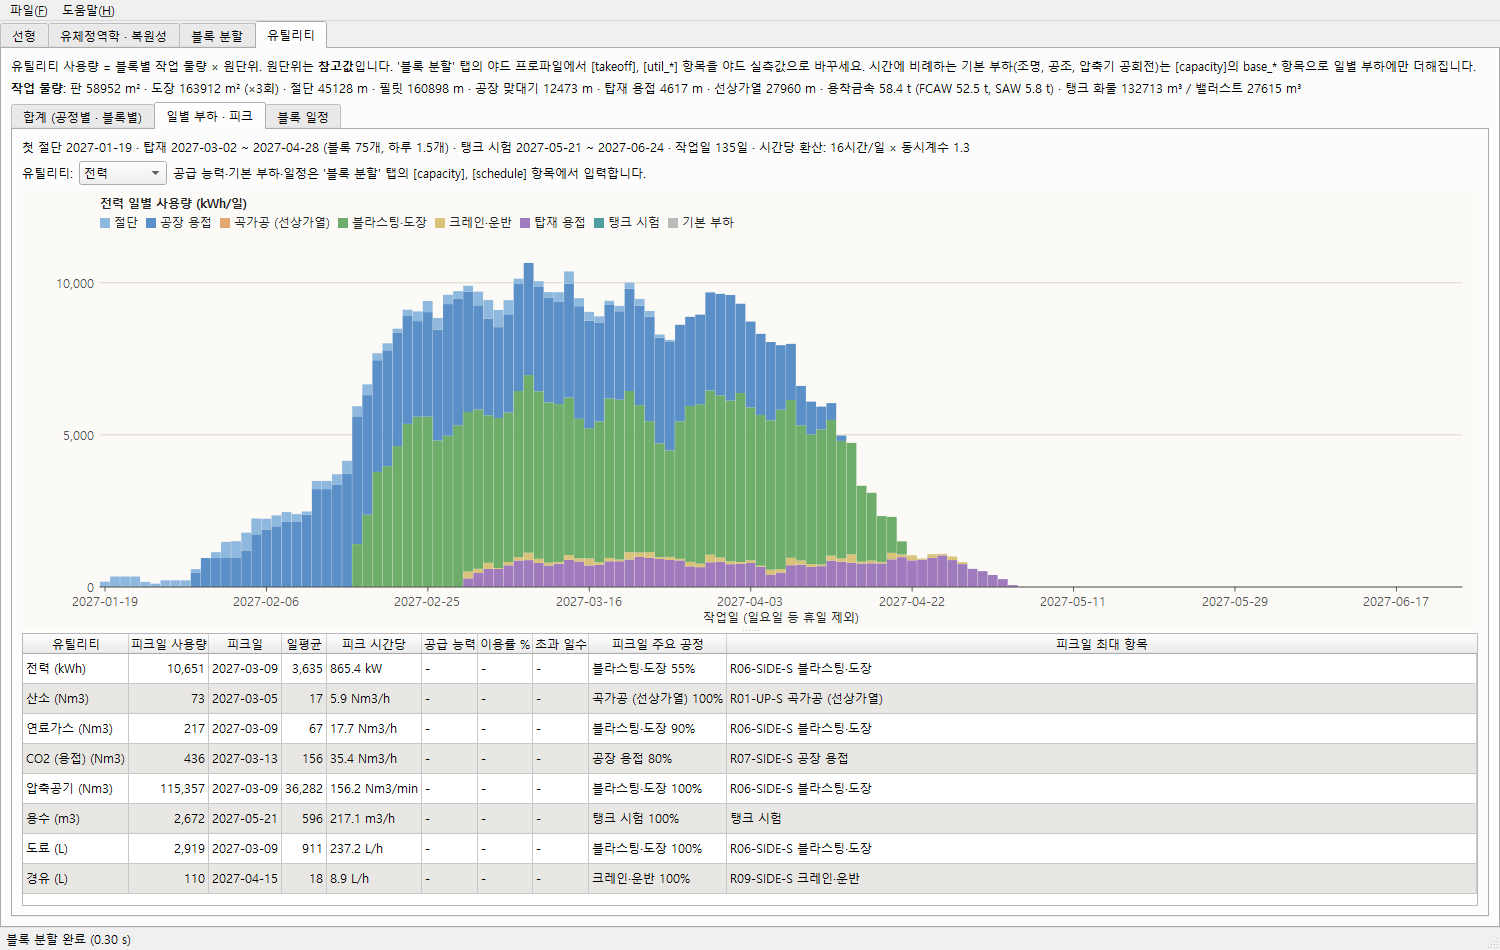 파일(F) 도움말(H)
선형 유체정역학 · 복원성 블록 분할 유틸리티
유틸리티 사용량 = 블록별 작업 물량 × 원단위. 원단위는 참고값입니다. '블록 분할' 탭의 야드 프로파일에서 [takeoff], [util_*] 항목을 야드 실측값으로 바꾸세요. 시간에 비례하는 기본 부하(조명, 공조, 압축기 공회전)는 [capacity]의 base_* 항목으로 일별 부하에만 더해집니다.
작업 물량: 판 58952 m² · 도장 163912 m² (×3회) · 절단 45128 m · 필릿 160898 m · 공장 맞대기 12473 m · 탑재 용접 4617 m · 선상가열 27960 m · 용착금속 58.4 t (FCAW 52.5 t, SAW 5.8 t) · 탱크 화물 132713 m³ / 밸러스트 27615 m³
합계 (공정별 · 블록별) 일별 부하 · 피크 블록 일정
첫 절단 2027-01-19 · 탑재 2027-03-02 ~ 2027-04-28 (블록 75개, 하루 1.5개) · 탱크 시험 2027-05-21 ~ 2027-06-24 · 작업일 135일 · 시간당 환산: 16시간/일 × 동시계수 1.3
유틸리티: 전력 공급 능력·기본 부하·일정은 '블록 분할' 탭의 [capacity], [schedule] 항목에서 입력합니다.
전력 일별 사용량 (kWh/일)
절단 공장 용접 곡가공 (선상가열) 블라스팅·도장 크레인·운반 탑재 용접 탱크 시험 기본 부하
10,000
5,000
0
2027-01-19 2027-02-06 2027-02-25 2027-03-16 2027-04-03 2027-04-22 2027-05-11 2027-05-29 2027-06-17
작업일 (일요일 등 휴일 제외)
유틸리티 피크일 사용량 피크일 일평균 피크 시간당 공급 능력 이용률 % 초과 일수 피크일 주요 공정 피크일 최대 항목
전력 (kWh) 10,651 2027-03-09 3,635 865.4 kW - - - 블라스팅·도장 55% R06-SIDE-S 블라스팅·도장
산소 (Nm3) 73 2027-03-05 17 5.9 Nm3/h - - - 곡가공 (선상가열) 100% R01-UP-S 곡가공 (선상가열)
연료가스 (Nm3) 217 2027-03-09 67 17.7 Nm3/h - - - 블라스팅·도장 90% R06-SIDE-S 블라스팅·도장
CO2 (용접) (Nm3) 436 2027-03-13 156 35.4 Nm3/h - - - 공장 용접 80% R07-SIDE-S 공장 용접
압축공기 (Nm3) 115,357 2027-03-09 36,282 156.2 Nm3/min - - - 블라스팅·도장 100% R06-SIDE-S 블라스팅·도장
용수 (m3) 2,672 2027-05-21 596 217.1 m3/h - - - 탱크 시험 100% 탱크 시험
도료 (L) 2,919 2027-03-09 911 237.2 L/h - - - 블라스팅·도장 100% R06-SIDE-S 블라스팅·도장
경유 (L) 110 2027-04-15 18 8.9 L/h - - - 크레인·운반 100% R09-SIDE-S 크레인·운반
블록 분할 완료 (0.30 s)